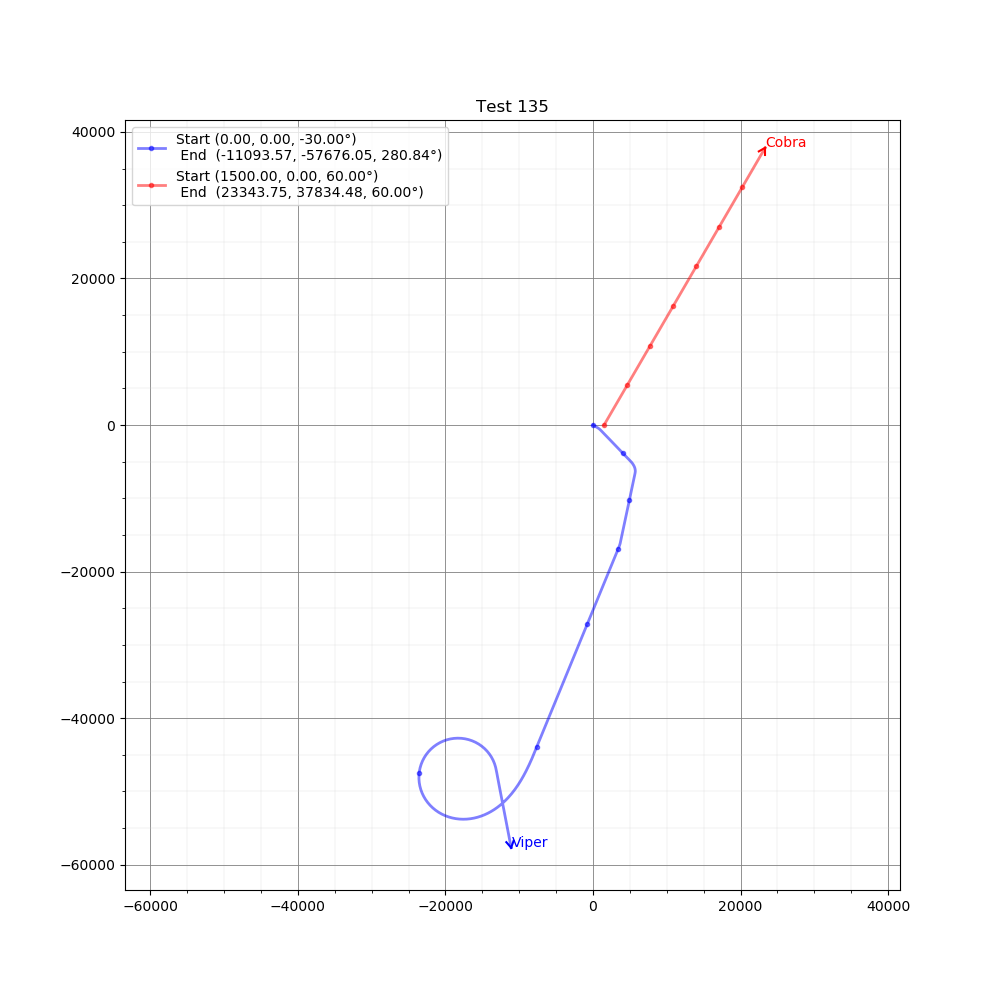 Test 135
Start (0.00, 0.00, -30.00°)
End (-11093.57, -57676.05, 280.84°)
Start (1500.00, 0.00, 60.00°)
End (23343.75, 37834.48, 60.00°)
Cobra
Viper
40000
20000
0
−20000
−40000
−60000
−60000
−40000
−20000
0
20000
40000